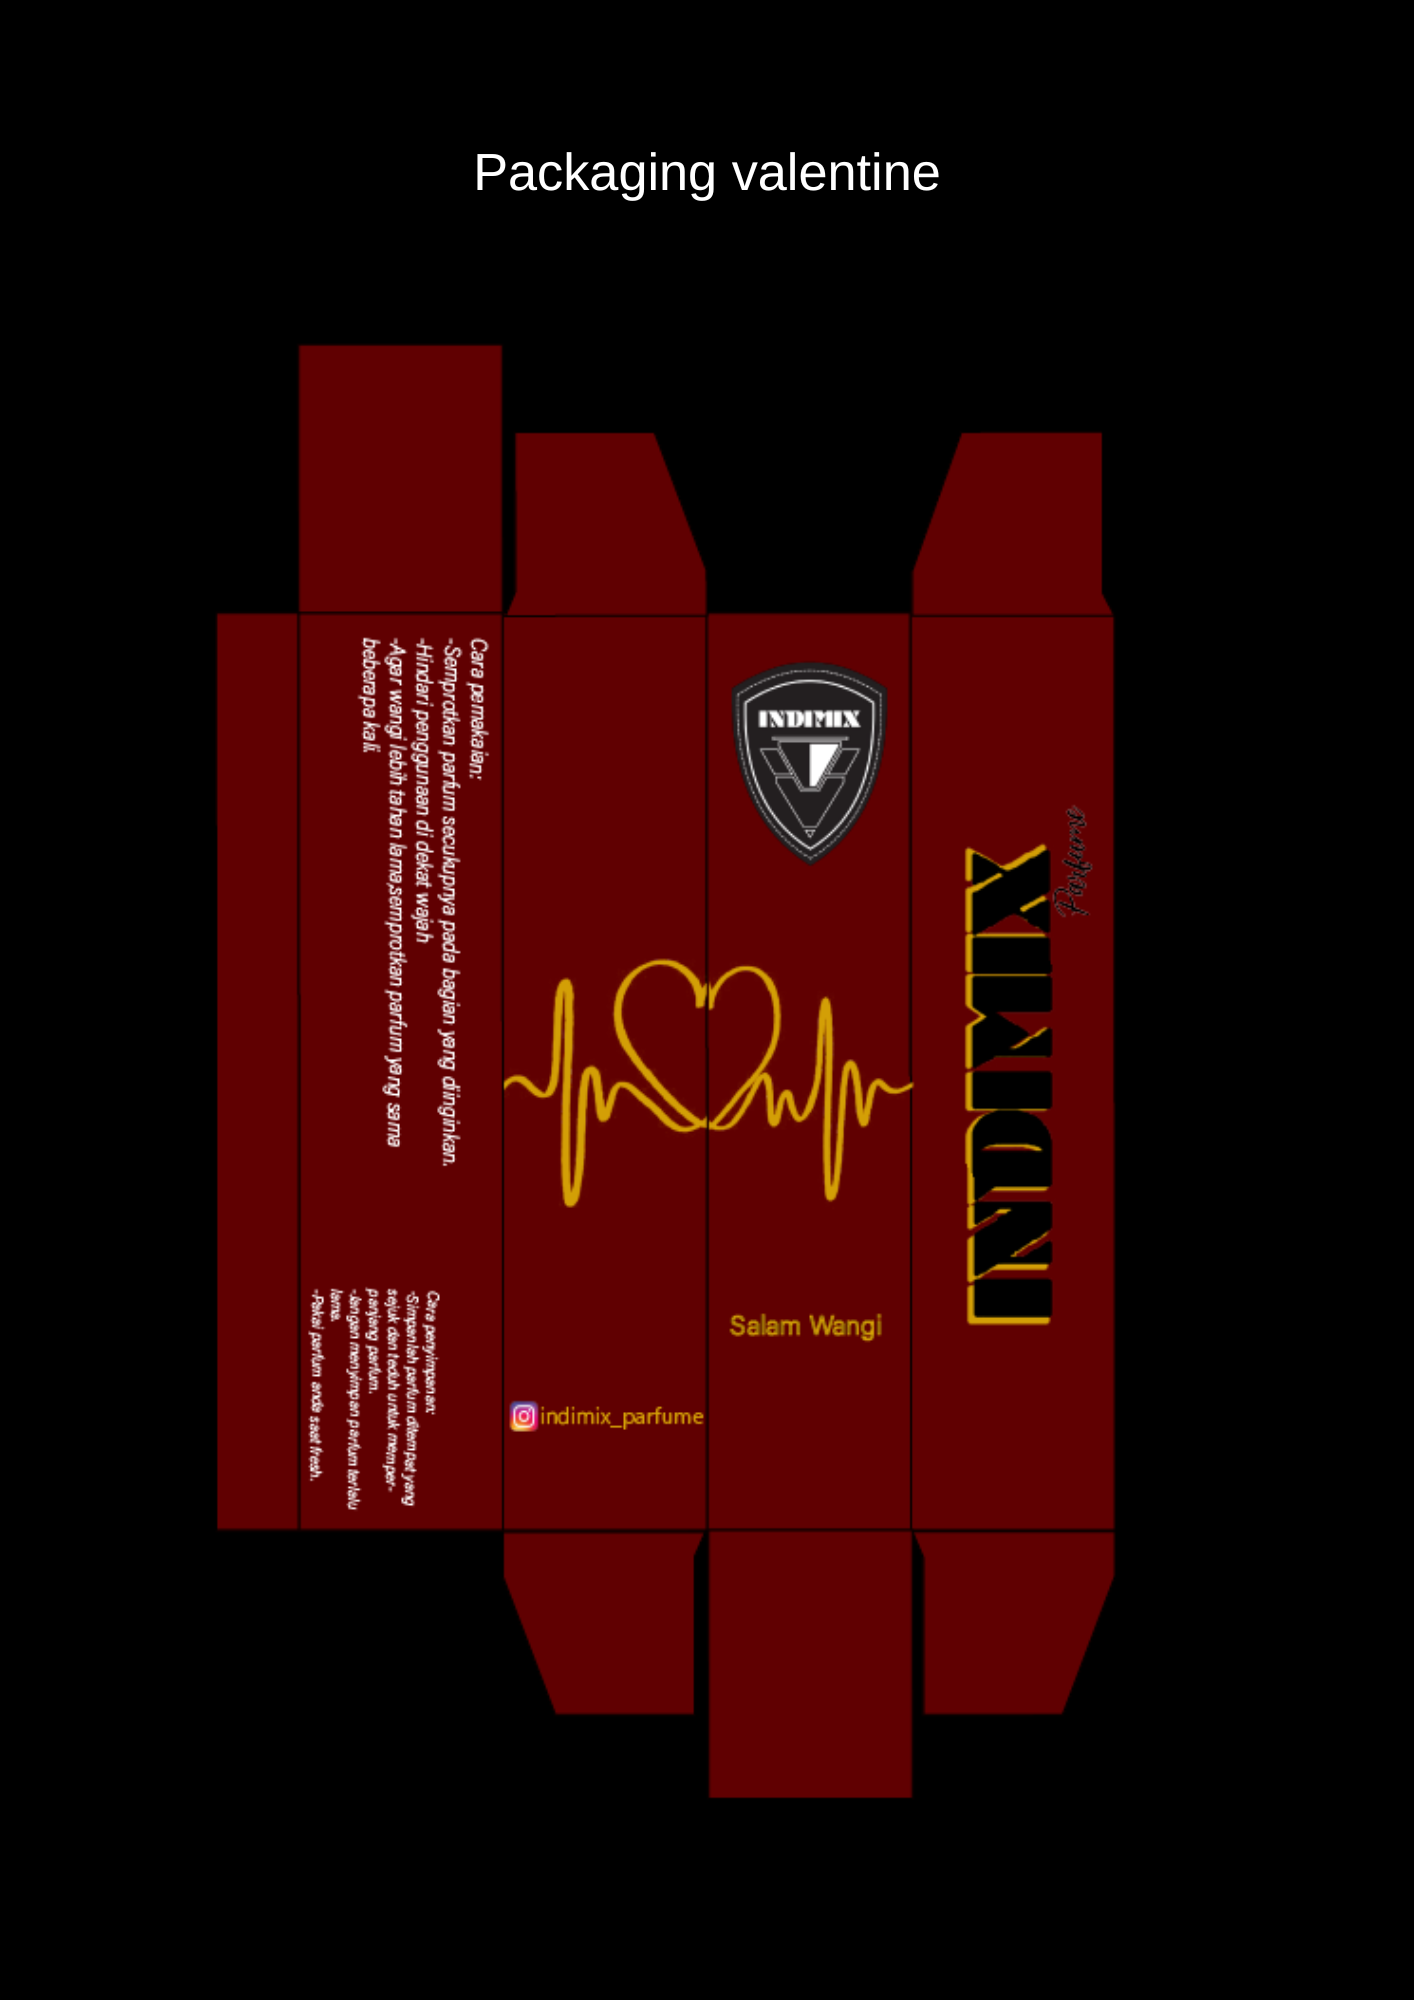 Packaging valentine
Cara pemakaian:
-Semprotkan parfum secukupnya pada bagian yang diinginkan.
-Hindari penggunaan di dekat wajah
-Agar wangi lebih tahan lama,semprotkan parfum yang sama
beberapa kali.
Cara penyimpanan:
-Simpanlah parfum ditempat yang
sejuk dan teduh untuk memper-
panjang parfum.
-Jangan menyimpan parfum terlalu
lama.
-Pakai parfum anda saat fresh.
indimix_parfume
INDIMIX
Salam Wangi
INDIMIX
Parfume